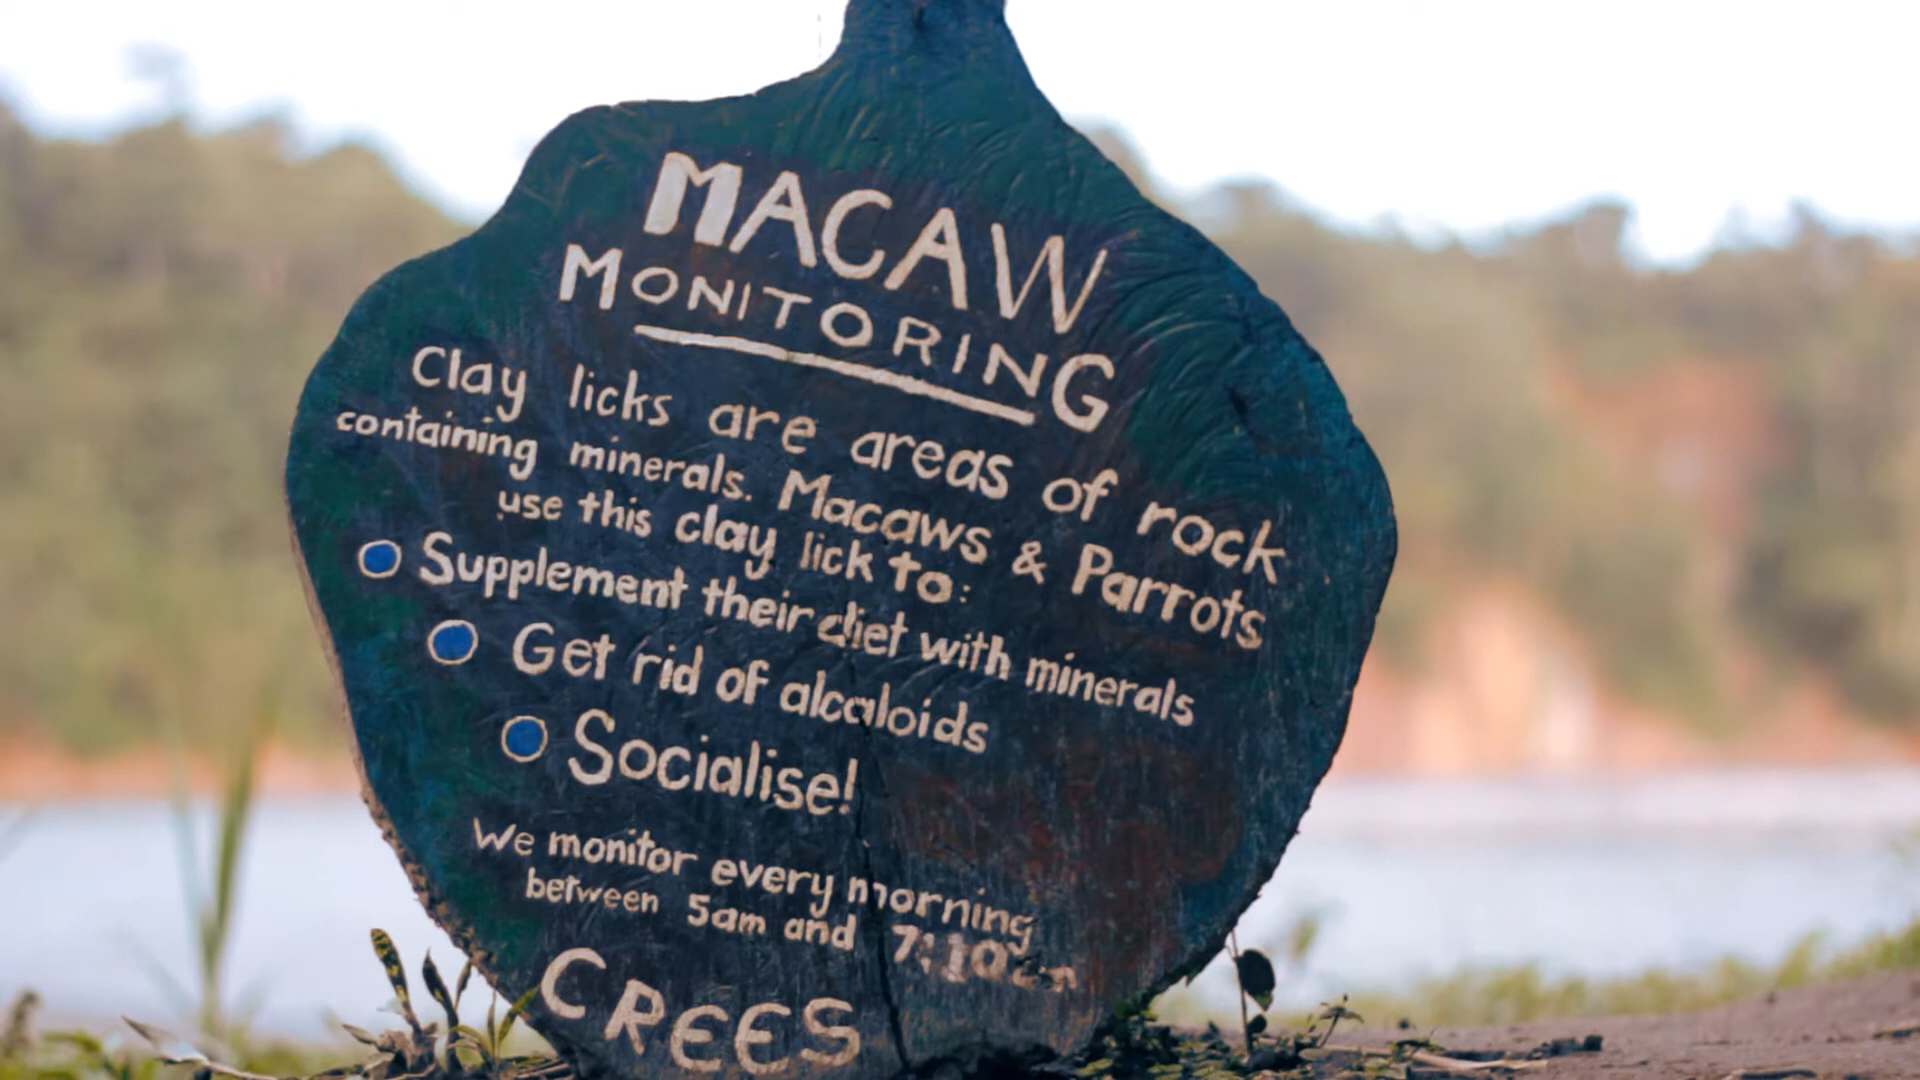 MACAW
MONITORING
Clay licks are areas of rock
containing minerals. Macaws & Parrots
use this clay lick to:
Supplement their diet with minerals
Get rid of alcaloids
Socialise!
We monitor every morning
between 5am and
CREES